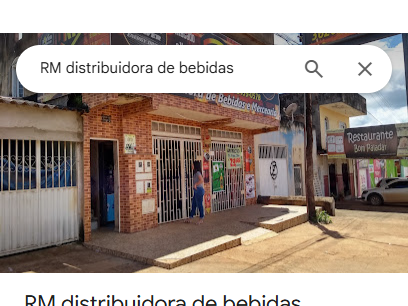 RM distribuidora de bebidas
de Bebidas e Mercearia
Restaurante
Bom Paladar
RM distribuidora de bebidas